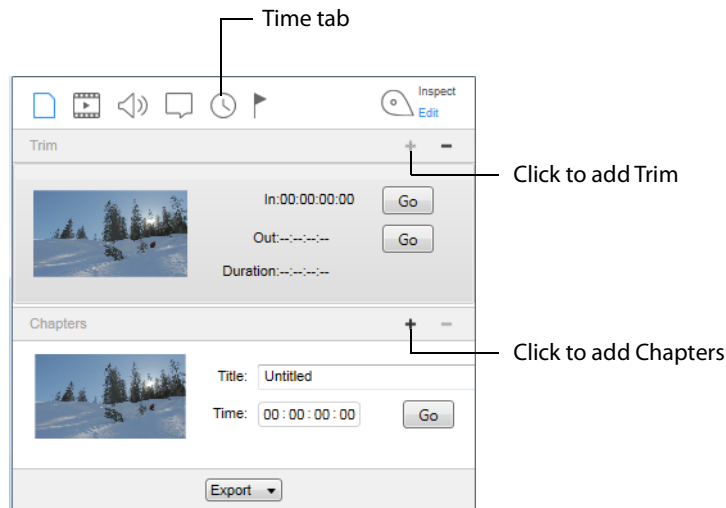 Time tab
Inspect
Edit
Trim
Click to add Trim
In:00:00:00:00 Go
Out:--:--:--:-- Go
Duration:--:--:--:--
Chapters
Click to add Chapters
Title: Untitled
Time: 00:00:00:00 Go
Export